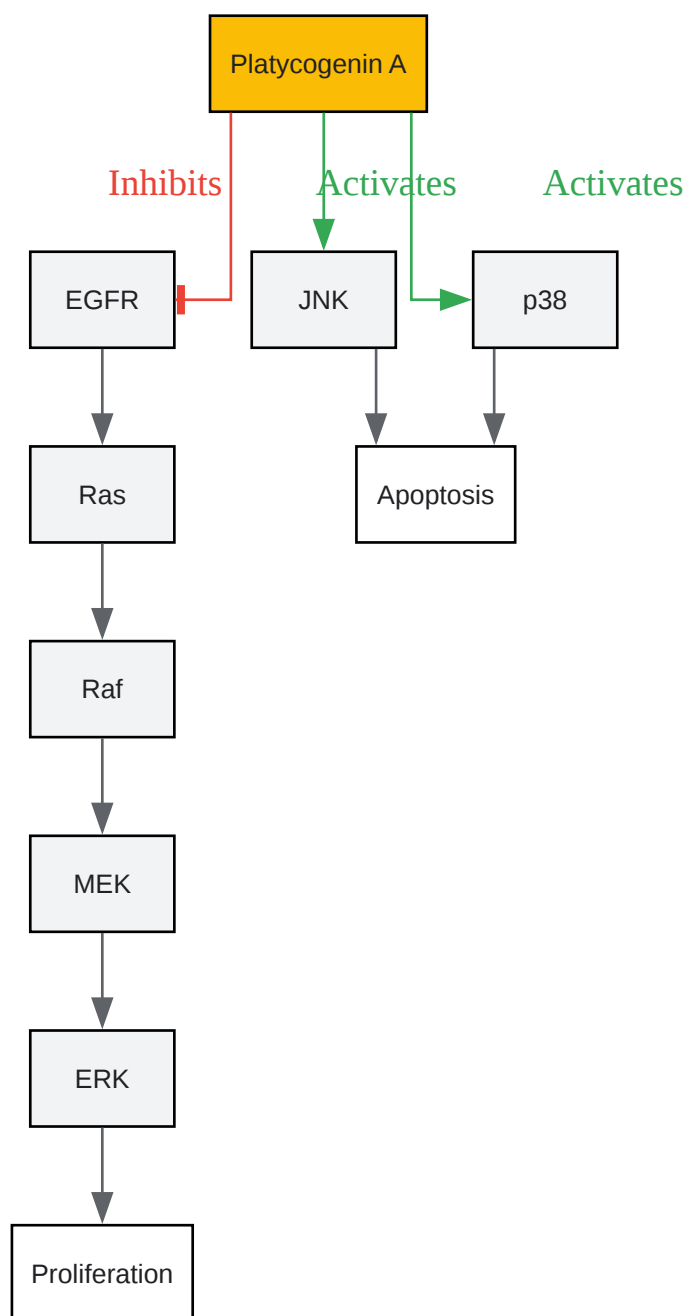 Platycogenin A
Inhibits
Activates
Activates
EGFR
JNK
p38
Ras
Apoptosis
Raf
MEK
ERK
Proliferation